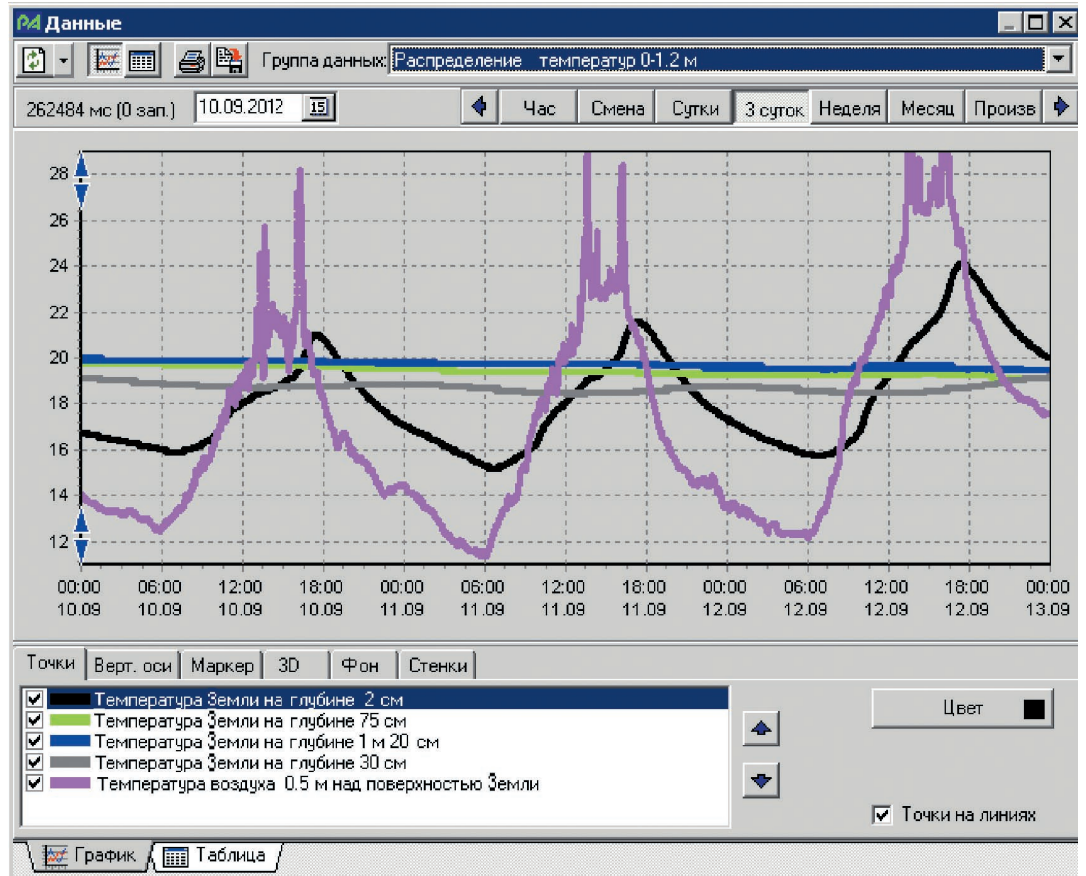 РА Данные
Группа данных: Распределение температур 0-1.2 м
262484 мс (0 зап.) 10.09.2012 15 Час Смена Сутки 3 суток Неделя Месяц Произв
28
26
24
22
20
18
16
14
12
00:00 06:00 12:00 18:00 00:00 06:00 12:00 18:00 00:00 06:00 12:00 18:00 00:00
10.09 10.09 10.09 10.09 11.09 11.09 11.09 11.09 12.09 12.09 12.09 12.09 13.09
Точки Верт. оси Маркер 3D Фон Стенки
Температура Земли на глубине 2 см
Температура Земли на глубине 75 см
Температура Земли на глубине 1 м 20 см
Температура Земли на глубине 30 см
Температура воздуха 0.5 м над поверхностью Земли
Цвет
Точки на линиях
График Таблица